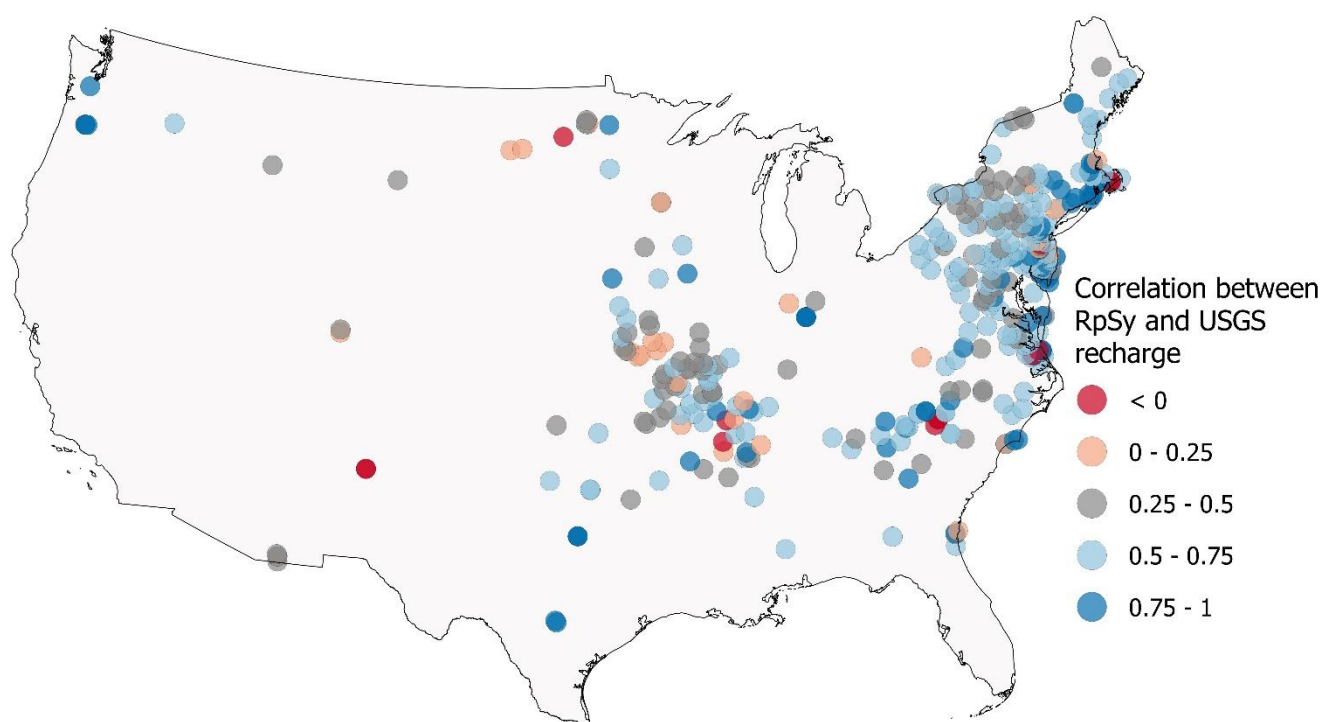 Correlation between
RpSy and USGS
recharge
< 0
0 - 0.25
0.25 - 0.5
0.5 - 0.75
0.75 - 1